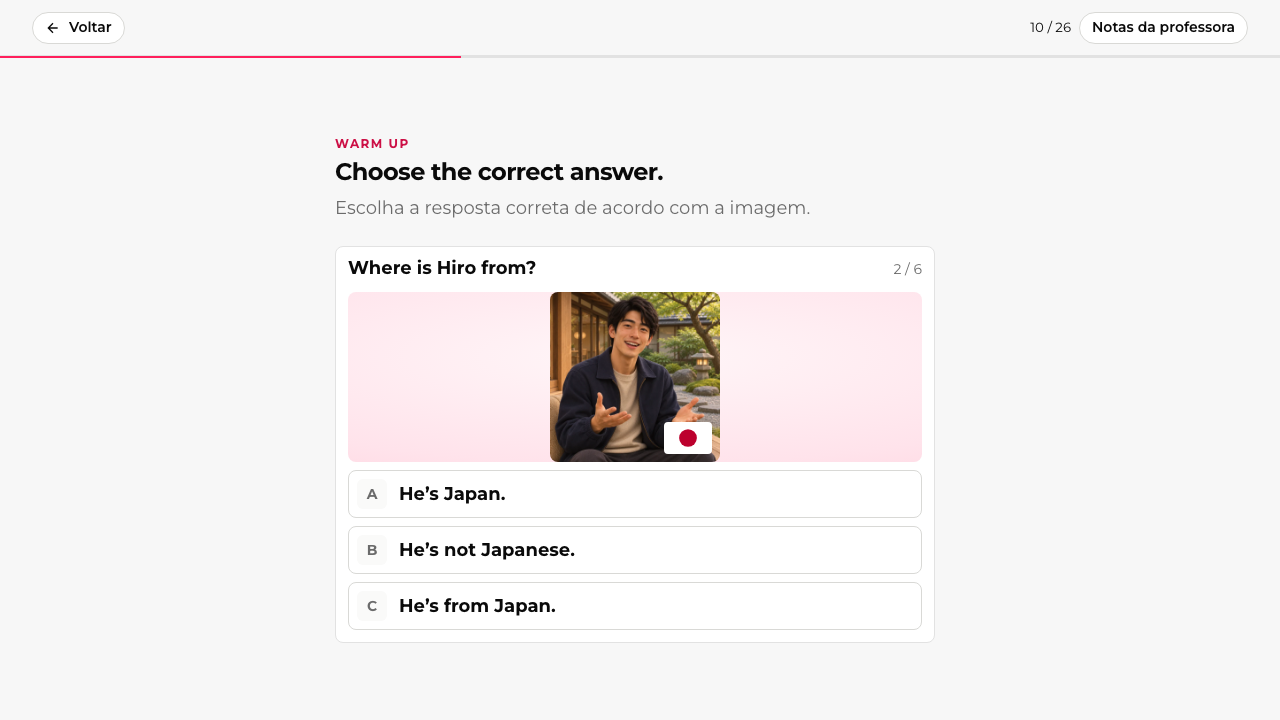 Voltar
10 / 26
Notas da professora
WARM UP
Choose the correct answer.
Escolha a resposta correta de acordo com a imagem.
Where is Hiro from?
2 / 6
A
He’s Japan.
B
He’s not Japanese.
C
He’s from Japan.